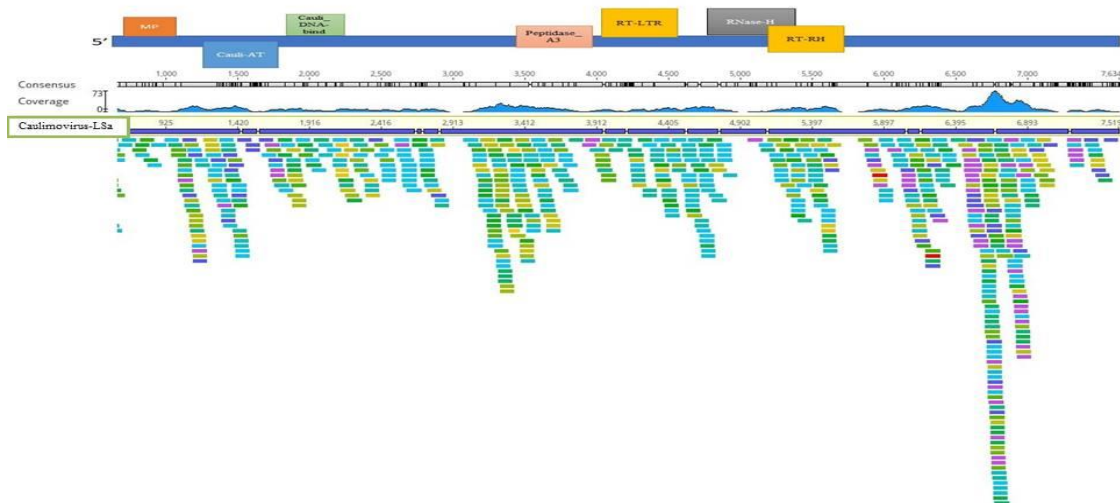 MP
Cauli-AT
Cauli_
DNA-
bind
Peptidase_
A3
RT-LTR
RNase-H
RT-RH
5'
1,000 1,500 2,000 2,500 3,000 3,500 4,000 4,500 5,000 5,500 6,000 6,500 7,000 7,634
Consensus
Coverage
73
0
Caulimovirus-L8a
925 1,420 1,916 2,416 2,913 3,412 3,912 4,405 4,902 5,397 5,897 6,395 6,893 7,519